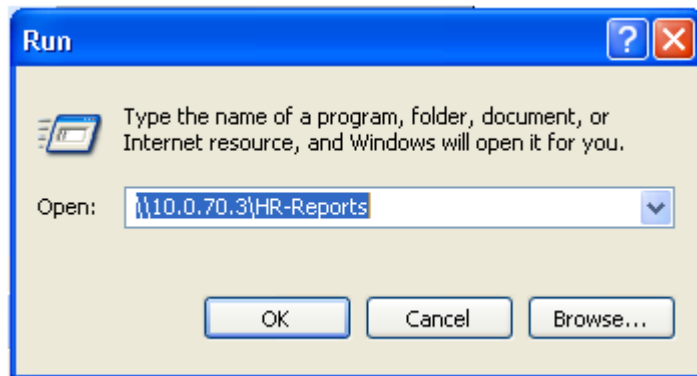 Run
Type the name of a program, folder, document, or
Internet resource, and Windows will open it for you.
Open: \\10.0.70.3\HR-Reports
OK Cancel Browse...